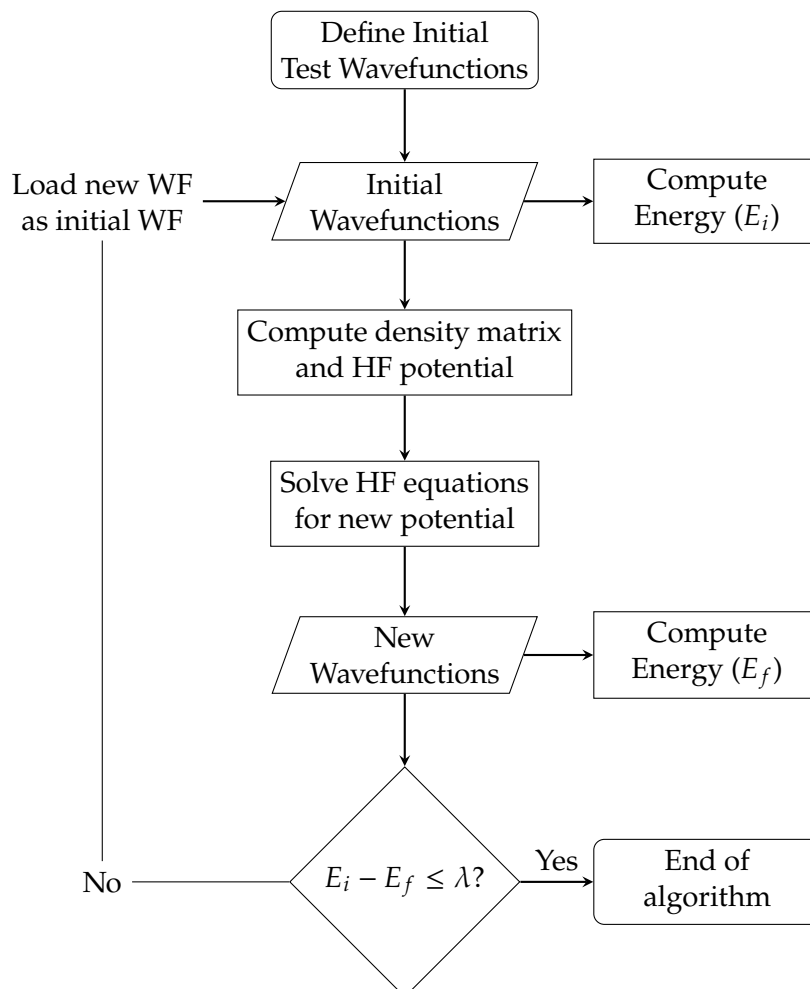 Define Initial
Test Wavefunctions
Load new WF
as initial WF
Initial
Wavefunctions
Compute
Energy (E_i)
Compute density matrix
and HF potential
Solve HF equations
for new potential
New
Wavefunctions
Compute
Energy (E_f)
No
E_i − E_f ≤ λ?
Yes
End of
algorithm